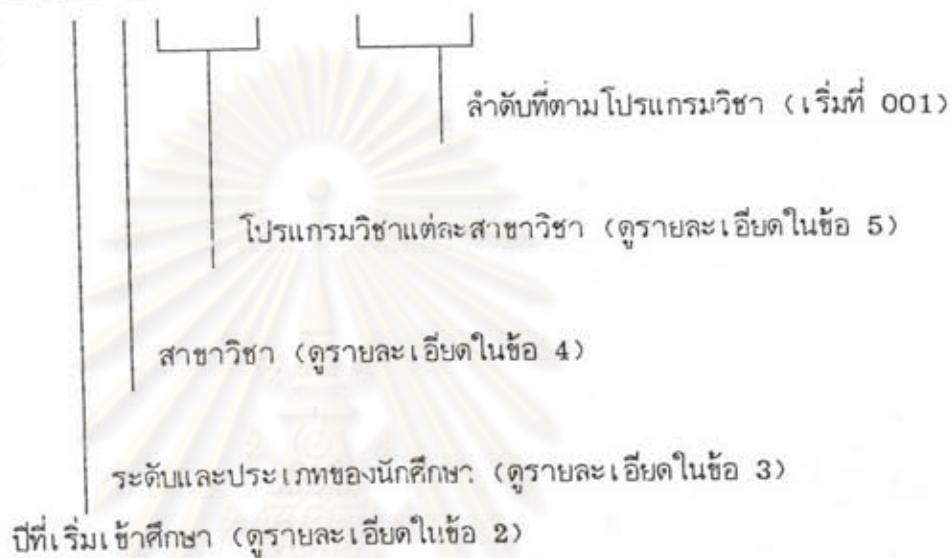 ลำดับที่ตามโปรแกรมวิชา (เริ่มที่ 001)
โปรแกรมวิชาแต่ละสาขาวิชา (ดูรายละเอียดในข้อ 5)
สาขาวิชา (ดูรายละเอียดในข้อ 4)
ระดับและประเภทของนักศึกษา (ดูรายละเอียดในข้อ 3)
ปีที่เริ่มเข้าศึกษา (ดูรายละเอียดในข้อ 2)